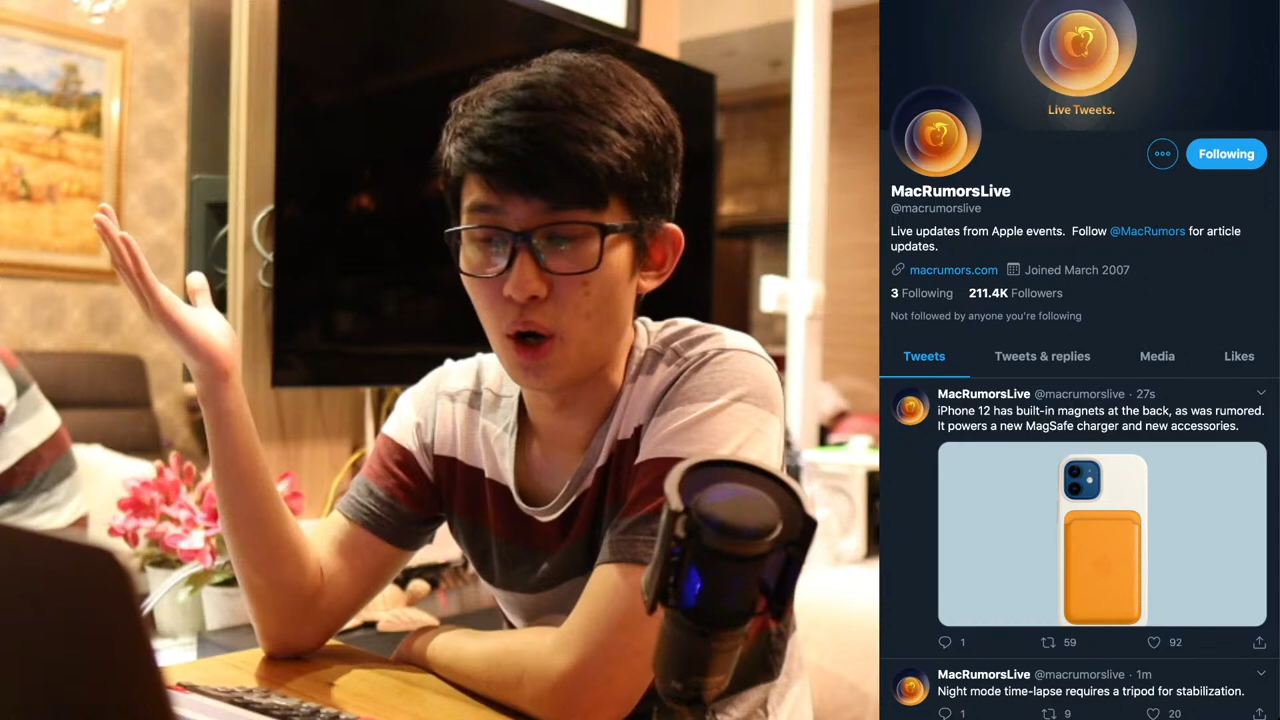 Live Tweets.
Following
MacRumorsLive
@macrumorslive
Live updates from Apple events. Follow @MacRumors for article
updates.
macrumors.com Joined March 2007
3 Following 211.4K Followers
Not followed by anyone you're following
Tweets Tweets & replies Media Likes
MacRumorsLive @macrumorslive · 27s
iPhone 12 has built-in magnets at the back, as was rumored.
It powers a new MagSafe charger and new accessories.
1 59 92
MacRumorsLive @macrumorslive · 1m
Night mode time-lapse requires a tripod for stabilization.
1 9 20